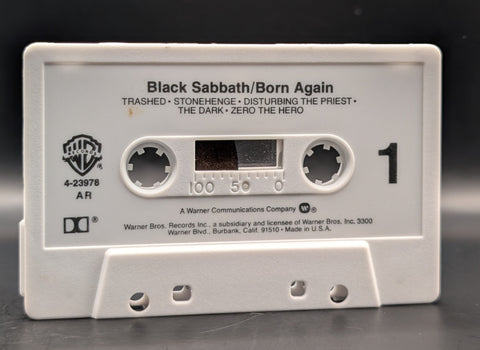 Black Sabbath/Born Again
TRASHED • STONEHENGE • DISTURBING THE PRIEST •
THE DARK • ZERO THE HERO
WB
RECORDS
4-23978
AR
1
100 50 0
A Warner Communications Company ®
Warner Bros. Records Inc., a subsidiary and licensee of Warner Bros. Inc. 3300
Warner Blvd., Burbank, Calif. 91510 • Made in U.S.A.
®